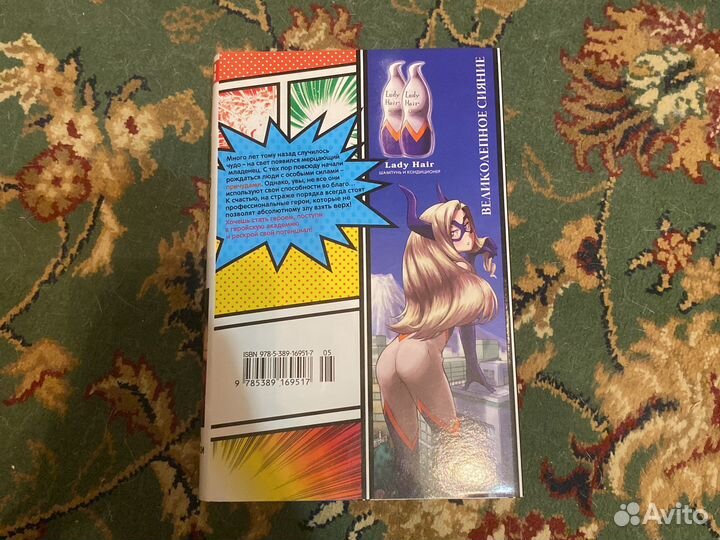 Много лет тому назад случилось
чудо – на свет появился мерцающий
младенец. С тех пор повсюду начали
рождаться люди с особыми силами –
причудами. Однако, увы, не все они
используют свои способности во благо...
К счастью, на страже порядка всегда стоят
профессиональные герои, которые не
позволят абсолютному злу взять верх!
Хочешь стать героем, поступи
в геройскую академию
и раскрой свой потенциал!
ISBN 978-5-389-16951-7
05
9 785389 169517
Lady
Hair
Lady
Hair
Lady Hair
ШАМПУНЬ И КОНДИЦИОНЕР
ВЕЛИКОЛЕПНОЕ СИЯНИЕ
Avito